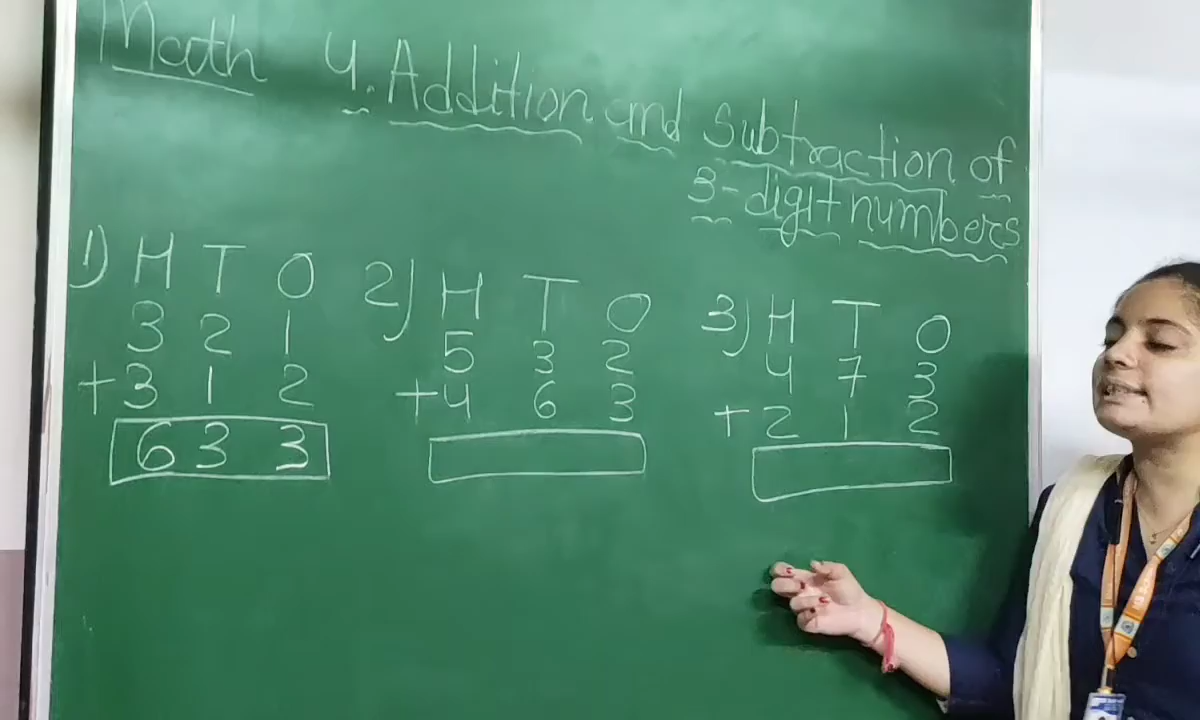 Math 4. Addition and Subtraction of
3-digit numbers
1) H T O
3 2 1
+3 1 2
6 3 3
2) H T O
5 3 2
+4 6 3
3) H T O
4 7 3
+2 1 2